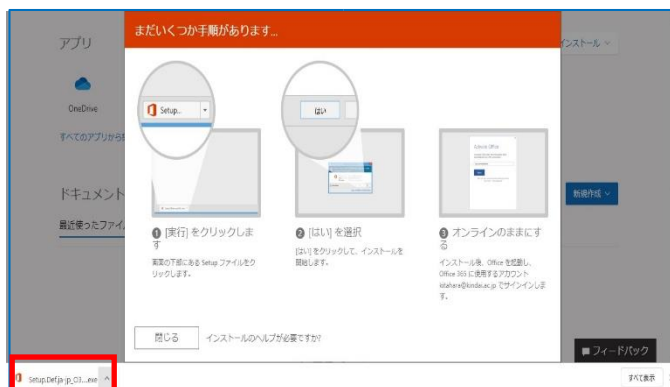 まだいくつか手順があります...
アプリ
インストール
OneDrive
すべてのアプリから
Setup...
はい
ドキュメント
新規作成
最近使ったファイ
❶ [実行] をクリックしま
す
画面の下部にある Setup ファイルをク
リックします。
❷ [はい] を選択
[はい] をクリックして、インストールを
開始します。
❸ オンラインのままにす
る
インストール後、Office を起動し、
Office 365 に使用するアカウント
kitahara@kindai.ac.jp でサインインしま
す。
閉じる
インストールのヘルプが必要ですか?
フィードバック
Setup.Def.ja-jp_O3....exe
すべて表示